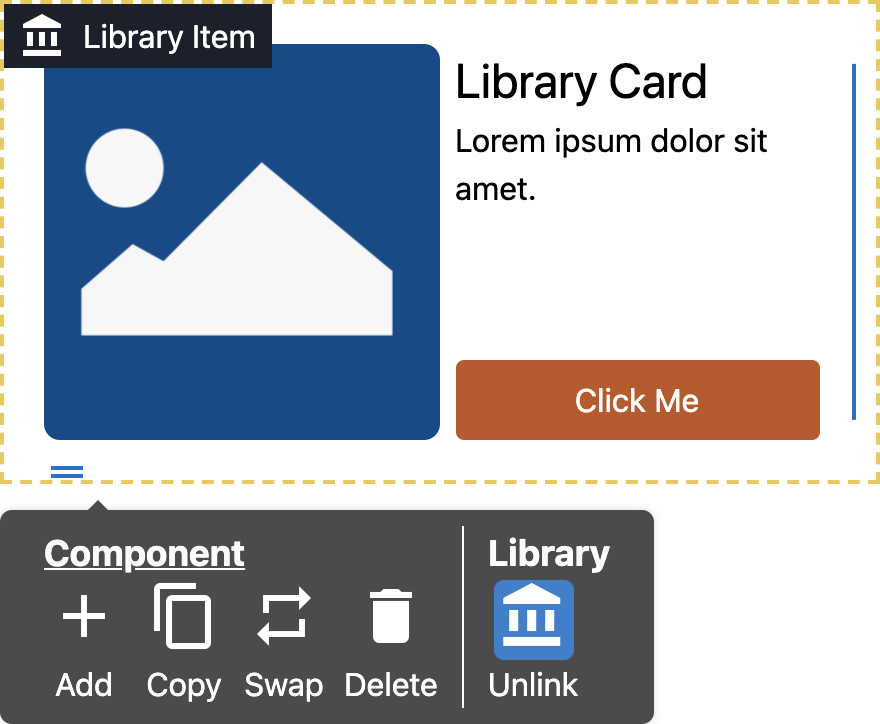 Library Item
Library Card
Lorem ipsum dolor sit
amet.
Click Me
Component
Add
Copy
Swap
Delete
Library
Unlink